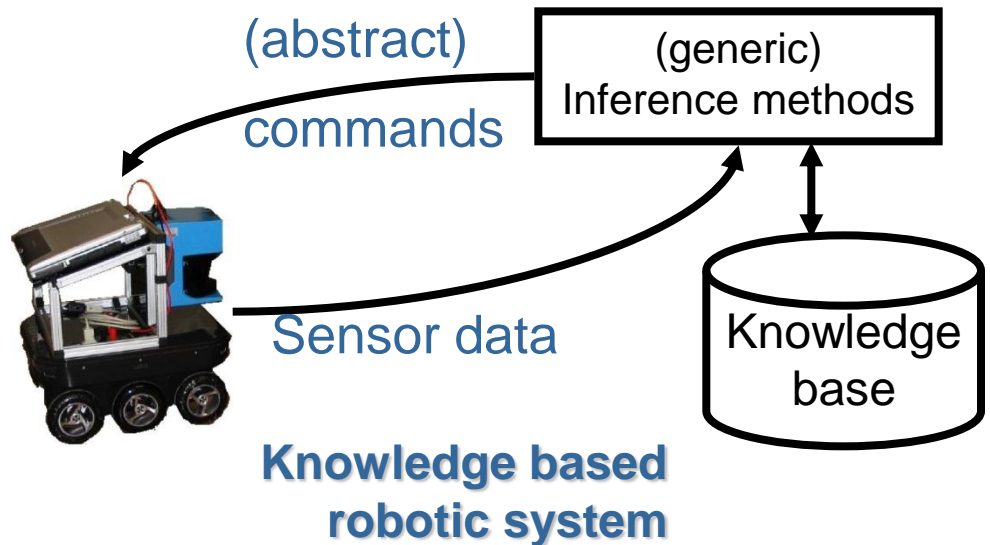 (abstract)
commands
(generic)
Inference methods
Sensor data
Knowledge
base
Knowledge based
robotic system